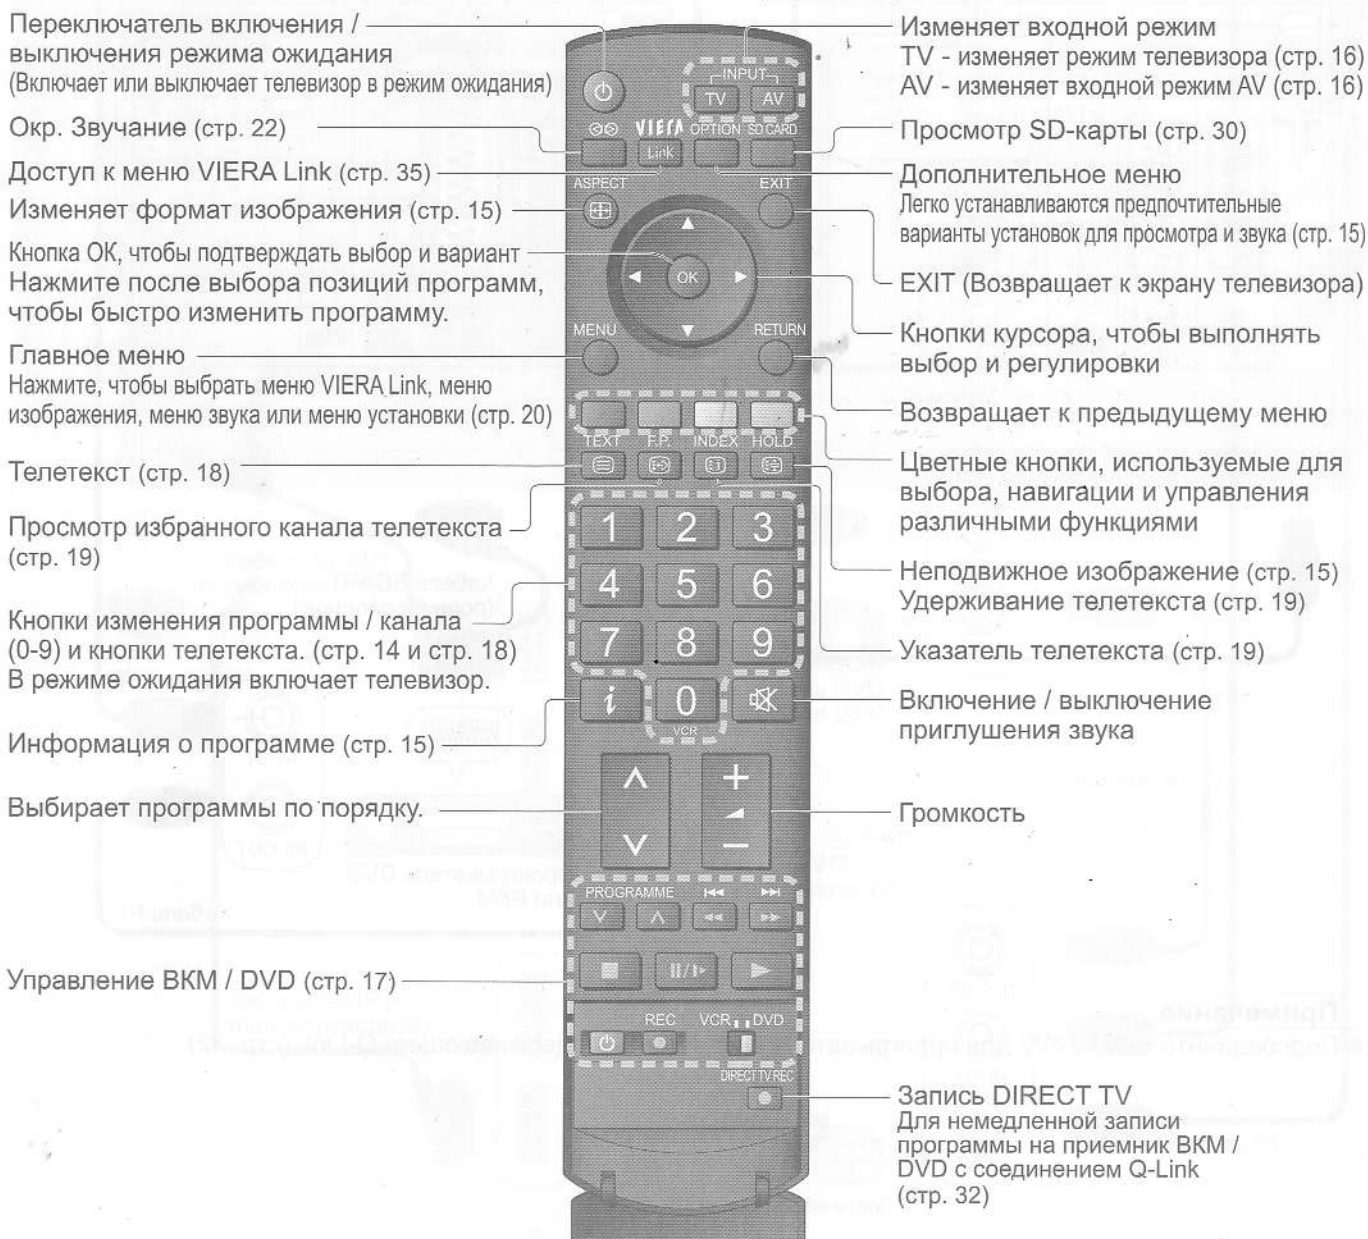 Переключатель включения /
выключения режима ожидания
(Включает или выключает телевизор в режим ожидания)
Окр. Звучание (стр. 22)
Доступ к меню VIERA Link (стр. 35)
Изменяет формат изображения (стр. 15)
Кнопка ОК, чтобы подтверждать выбор и вариант
Нажмите после выбора позиций программ,
чтобы быстро изменить программу.
Главное меню
Нажмите, чтобы выбрать меню VIERA Link, меню
изображения, меню звука или меню установки (стр. 20)
Телетекст (стр. 18)
Просмотр избранного канала телетекста
(стр. 19)
Кнопки изменения программы / канала
(0-9) и кнопки телетекста. (стр. 14 и стр. 18)
В режиме ожидания включает телевизор.
Информация о программе (стр. 15)
Выбирает программы по порядку.
Управление ВКМ / DVD (стр. 17)
INPUT
TV AV
VIERA OPTION SD CARD
Link
ASPECT EXIT
OK
MENU RETURN
TEXT F.P. INDEX HOLD
1 2 3
4 5 6
7 8 9
i 0
VCR
PROGRAMME
REC VCR DVD
DIRECT TV REC
Изменяет входной режим
TV - изменяет режим телевизора (стр. 16)
AV - изменяет входной режим AV (стр. 16)
Просмотр SD-карты (стр. 30)
Дополнительное меню
Легко устанавливаются предпочтительные
варианты установок для просмотра и звука (стр. 15)
EXIT (Возвращает к экрану телевизора)
Кнопки курсора, чтобы выполнять
выбор и регулировки
Возвращает к предыдущему меню
Цветные кнопки, используемые для
выбора, навигации и управления
различными функциями
Неподвижное изображение (стр. 15)
Удерживание телетекста (стр. 19)
Указатель телетекста (стр. 19)
Включение / выключение
приглушения звука
Громкость
Запись DIRECT TV
Для немедленной записи
программы на приемник ВКМ /
DVD с соединением Q-Link
(стр. 32)